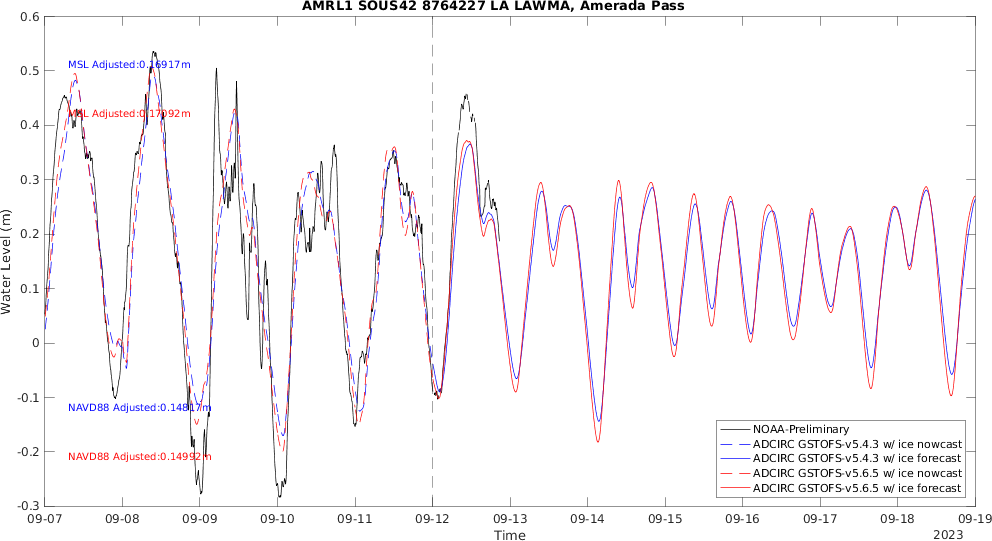 AMRL1 SOUS42 8764227 LA LAWMA, Amerada Pass
0.6
0.5
0.4
0.3
0.2
0.1
0
-0.1
-0.2
-0.3
Water Level (m)
MSL Adjusted:0.16917m
MSL Adjusted:0.17092m
NAVD88 Adjusted:0.14817m
NAVD88 Adjusted:0.14992m
NOAA-Preliminary
ADCIRC GSTOFS-v5.4.3 w/ ice nowcast
ADCIRC GSTOFS-v5.4.3 w/ ice forecast
ADCIRC GSTOFS-v5.6.5 w/ ice nowcast
ADCIRC GSTOFS-v5.6.5 w/ ice forecast
09-07 09-08 09-09 09-10 09-11 09-12 09-13 09-14 09-15 09-16 09-17 09-18 09-19
Time
2023